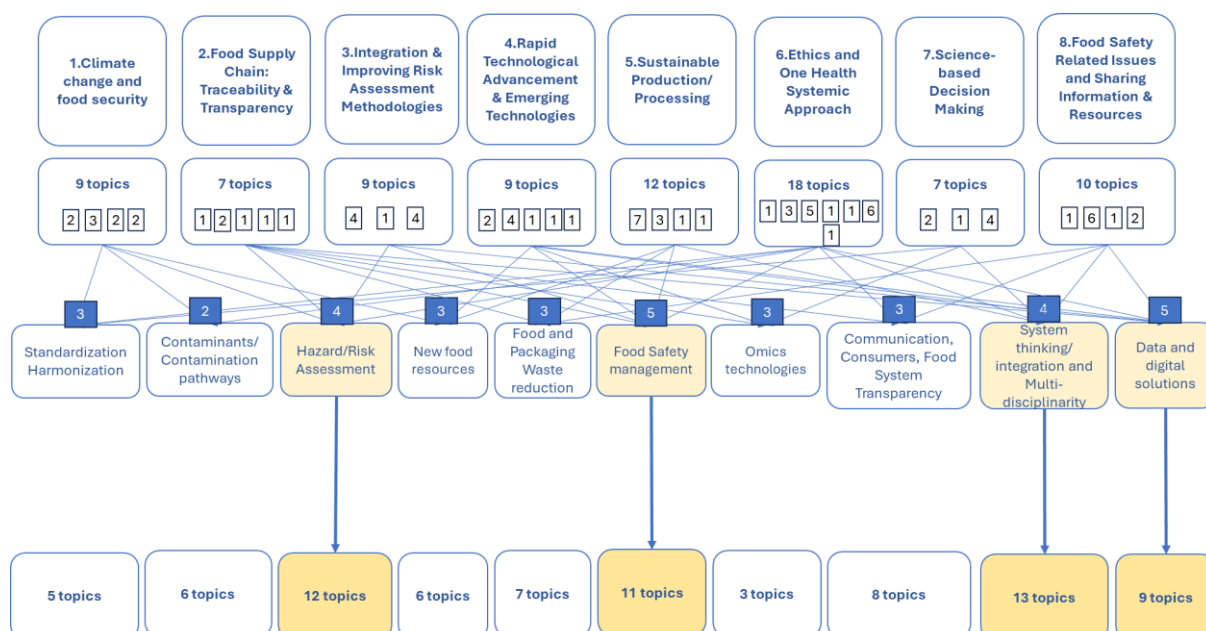 1.Climate
change and
food security
2.Food Supply
Chain:
Traceability &
Transparency
3.Integration &
Improving Risk
Assessment
Methodologies
4.Rapid
Technological
Advancement
& Emerging
Technologies
5.Sustainable
Production/
Processing
6.Ethics and
One Health
Systemic
Approach
7.Science-
based
Decision
Making
8.Food Safety
Related Issues
and Sharing
Information &
Resources
9 topics
2 3 2 2
7 topics
1 2 1 1 1
9 topics
4 1 4
9 topics
2 4 1 1 1
12 topics
7 3 1 1
18 topics
1 3 5 1 1 6
1
7 topics
2 1 4
10 topics
1 6 1 2
3
Standardization
Harmonization
2
Contaminants/
Contamination
pathways
4
Hazard/Risk
Assessment
3
New food
resources
3
Food and
Packaging
Waste
reduction
5
Food Safety
management
3
Omics
technologies
3
Communication,
Consumers, Food
System
Transparency
4
System
thinking/
integration and
Multi-
disciplinarity
5
Data and
digital
solutions
5 topics
6 topics
12 topics
6 topics
7 topics
11 topics
3 topics
8 topics
13 topics
9 topics